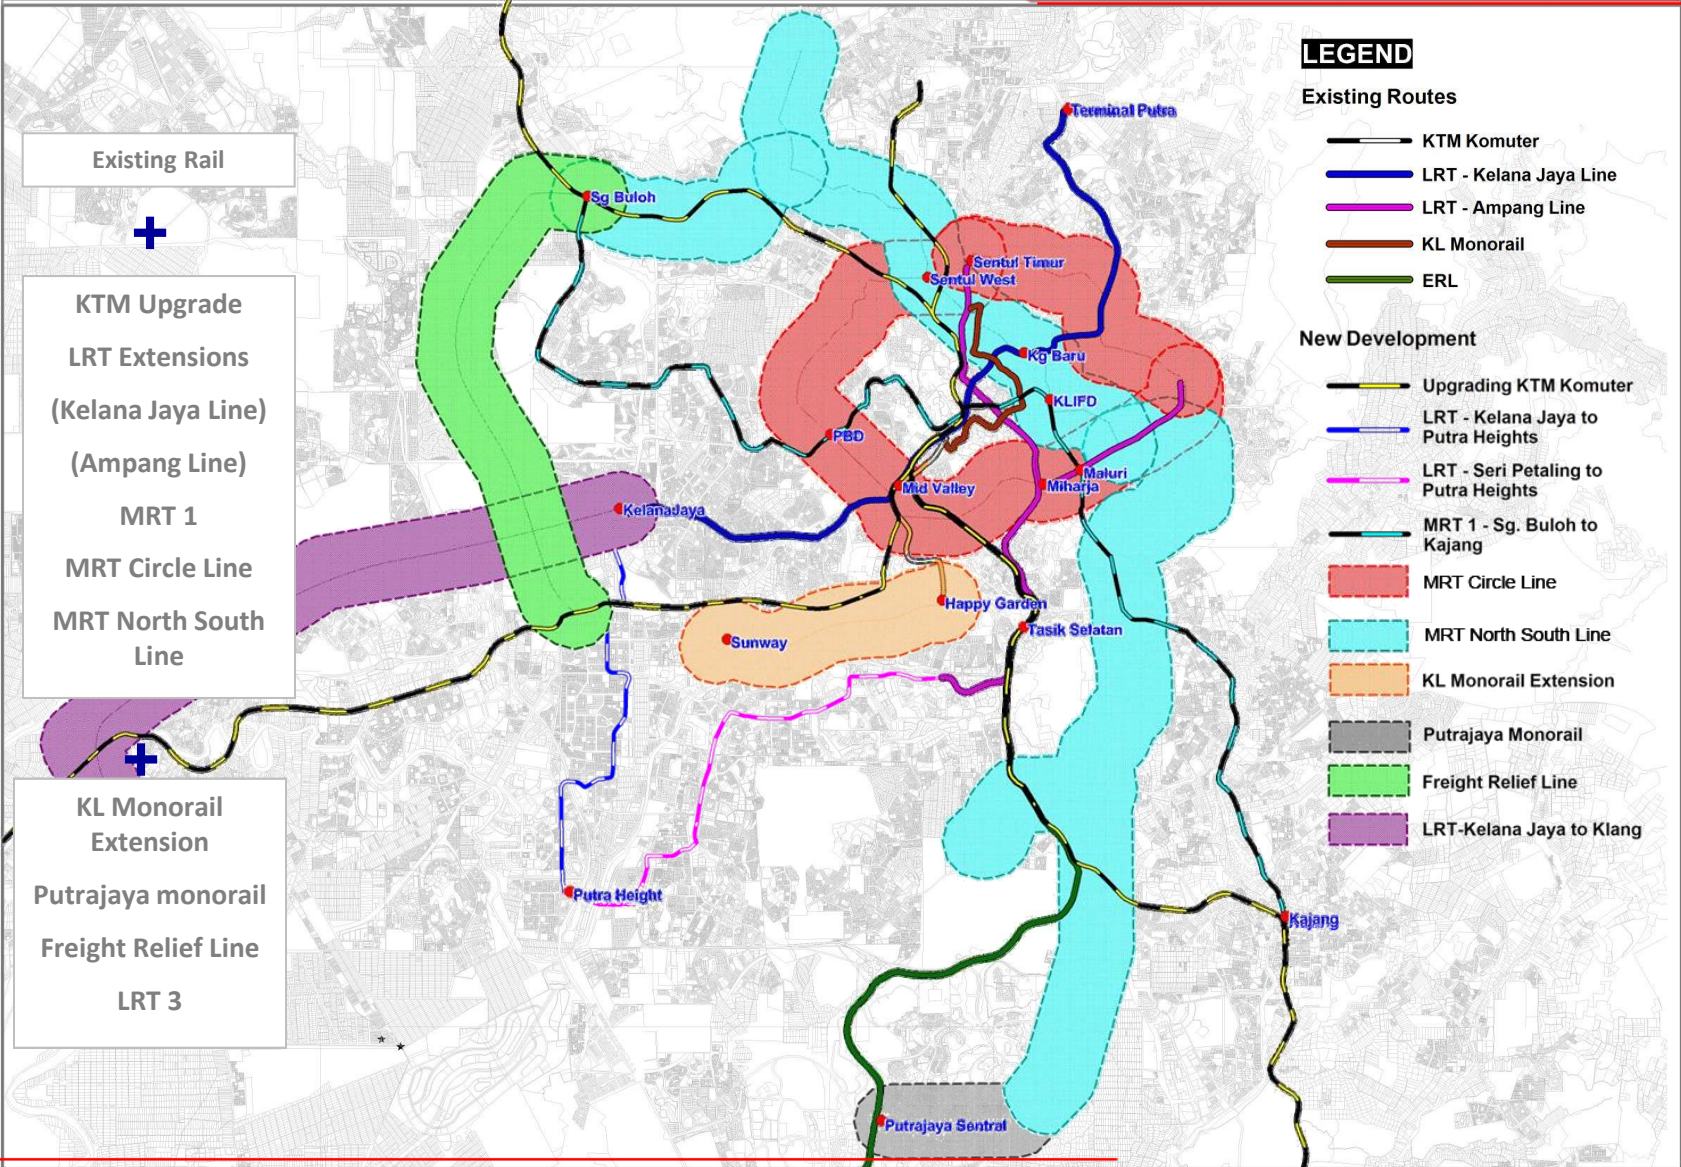 Existing Rail
KTM Upgrade
LRT Extensions
(Kelana Jaya Line)
(Ampang Line)
MRT 1
MRT Circle Line
MRT North South
Line
KL Monorail
Extension
Putrajaya monorail
Freight Relief Line
LRT 3
Terminal Putra
Sg Buloh
Sentul Timur
Sentul West
Kg Baru
KLIFD
PBD
Maluri
Miharja
Mid Valley
KelanaJaya
Happy Garden
Tasik Selatan
Sunway
Putra Height
Kajang
Putrajaya Sentral
LEGEND
Existing Routes
KTM Komuter
LRT - Kelana Jaya Line
LRT - Ampang Line
KL Monorail
ERL
New Development
Upgrading KTM Komuter
LRT - Kelana Jaya to
Putra Heights
LRT - Seri Petaling to
Putra Heights
MRT 1 - Sg. Buloh to
Kajang
MRT Circle Line
MRT North South Line
KL Monorail Extension
Putrajaya Monorail
Freight Relief Line
LRT-Kelana Jaya to Klang